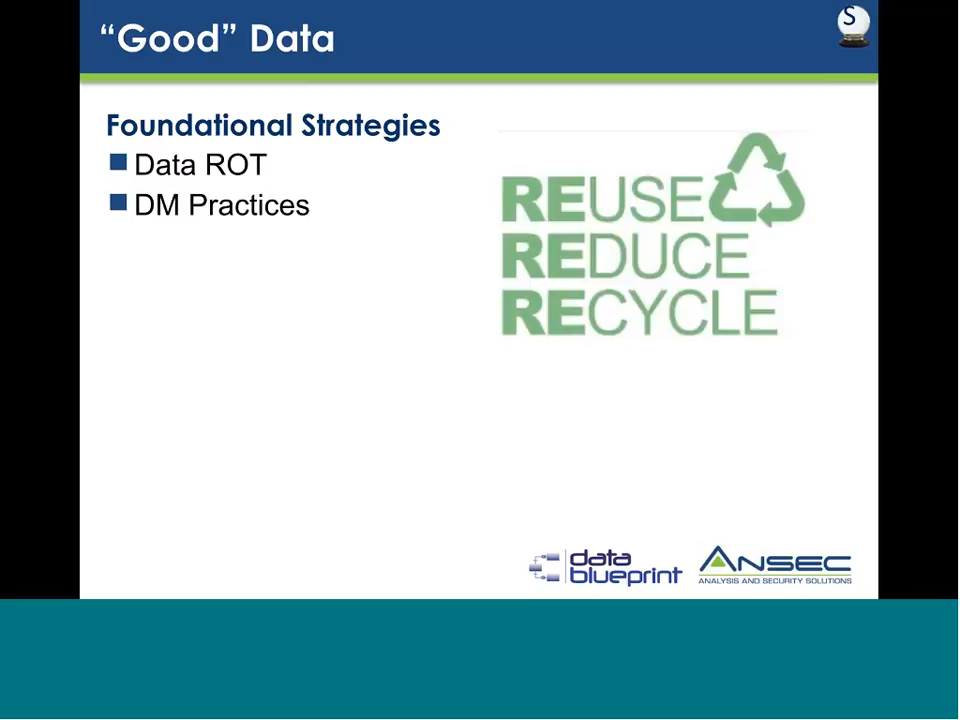 “Good” Data
S
Foundational Strategies
Data ROT
DM Practices
REUSE
REDUCE
RECYCLE
data
blueprint
ANSEC
ANALYSIS AND SECURITY SOLUTIONS